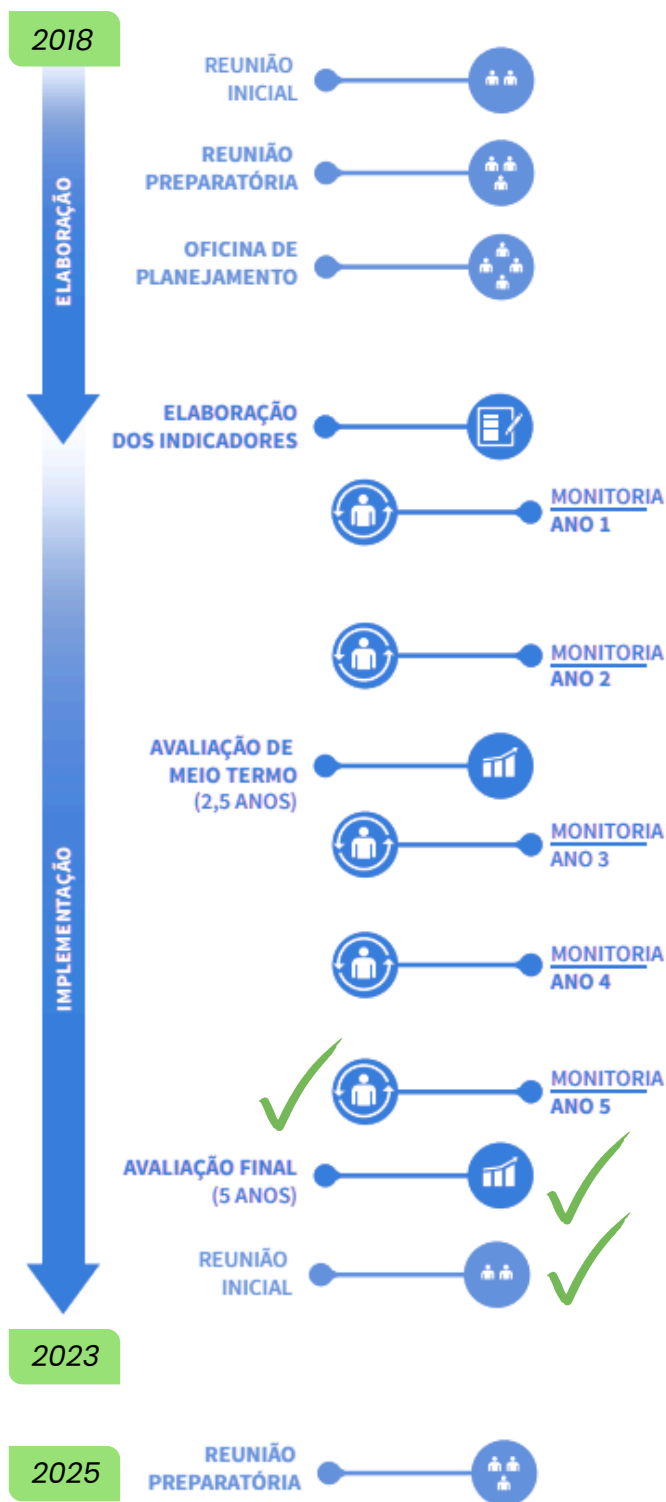 2018
REUNIÃO
INICIAL
REUNIÃO
PREPARATÓRIA
ELABORAÇÃO
OFICINA DE
PLANEJAMENTO
ELABORAÇÃO
DOS INDICADORES
MONITORIA
ANO 1
MONITORIA
ANO 2
AVALIAÇÃO DE
MEIO TERMO
(2,5 ANOS)
MONITORIA
ANO 3
IMPLEMENTAÇÃO
MONITORIA
ANO 4
MONITORIA
ANO 5
AVALIAÇÃO FINAL
(5 ANOS)
REUNIÃO
INICIAL
2023
2025
REUNIÃO
PREPARATÓRIA